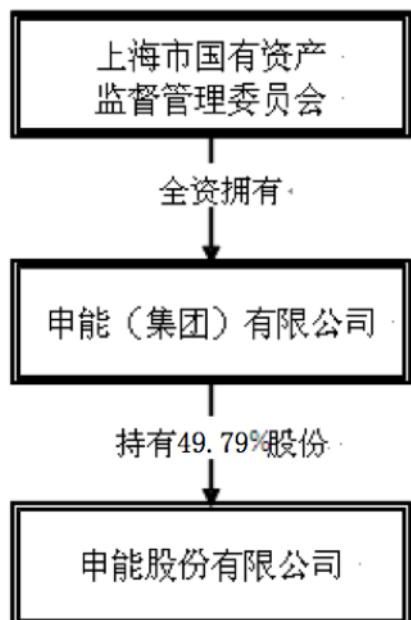 上海市国有资产
监督管理委员会
全资拥有
申能（集团）有限公司
持有49.79%股份
申能股份有限公司